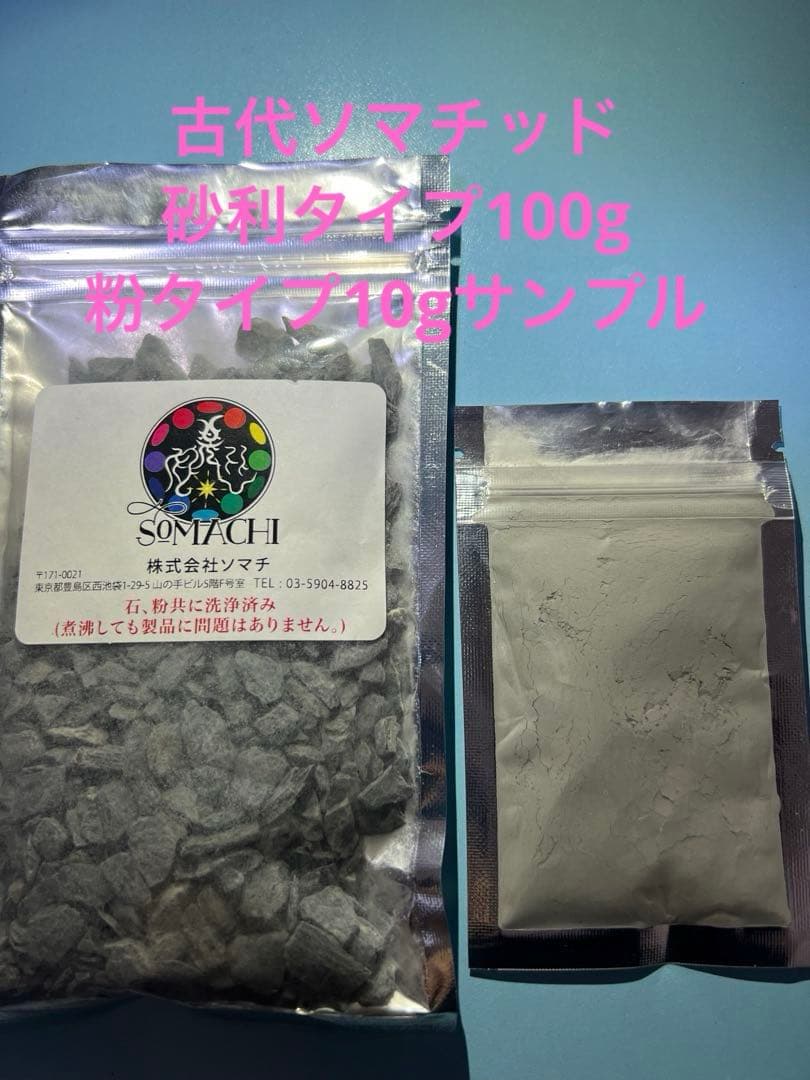 古代ソマチッド
砂利タイプ100g
粉タイプ10gサンプル
SoMACHI
株式会社ソマチ
〒171-0021
東京都豊島区西池袋1-29-5 山の手ビル5階F号室 TEL : 03-5904-8825
石、粉共に洗浄済み
(煮沸しても製品に問題はありません。)